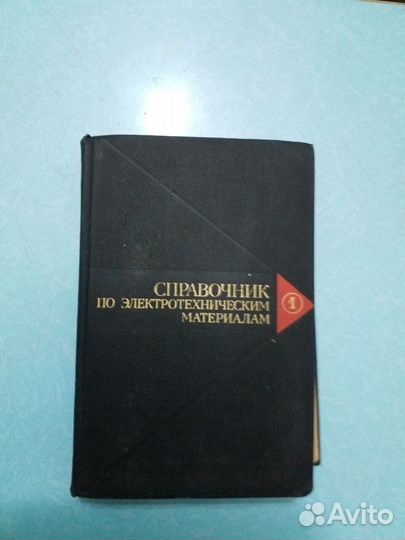 СПРАВОЧНИК
ПО ЭЛЕКТРОТЕХНИЧЕСКИМ
МАТЕРИАЛАМ
1
Avito